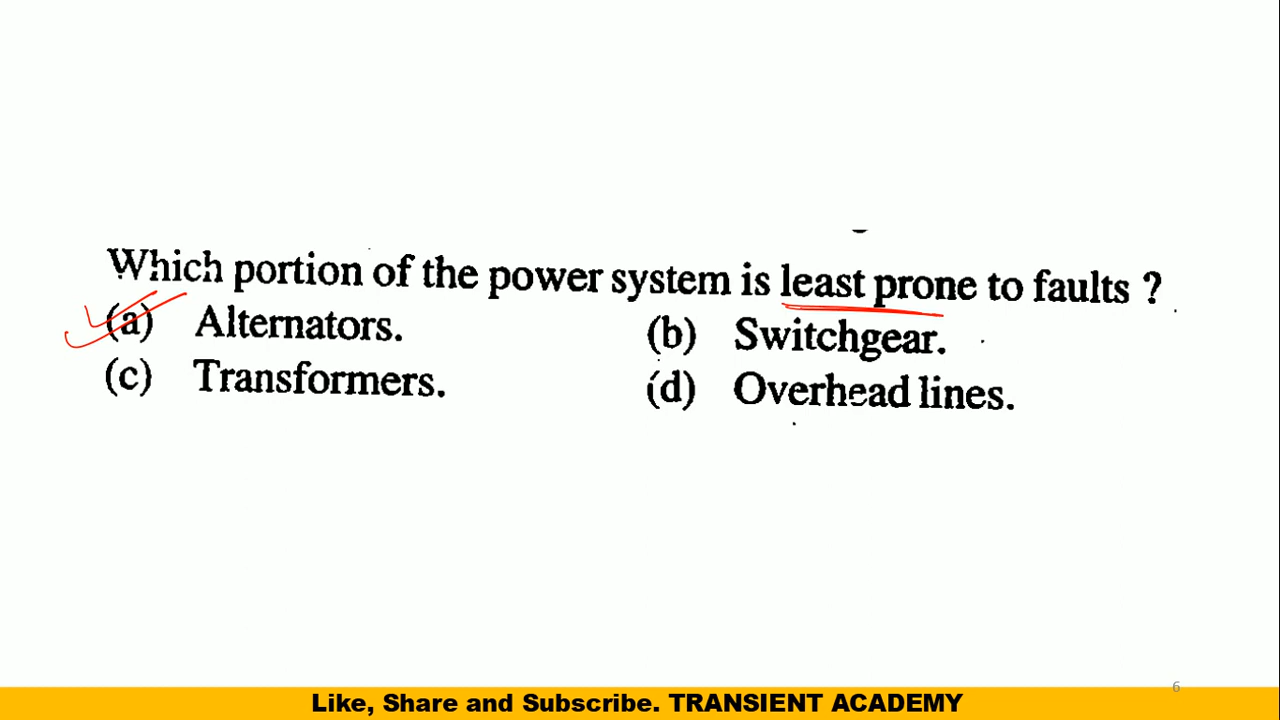 Which portion of the power system is least prone to faults ?
(a) Alternators. (b) Switchgear.
(c) Transformers. (d) Overhead lines.
6
Like, Share and Subscribe. TRANSIENT ACADEMY